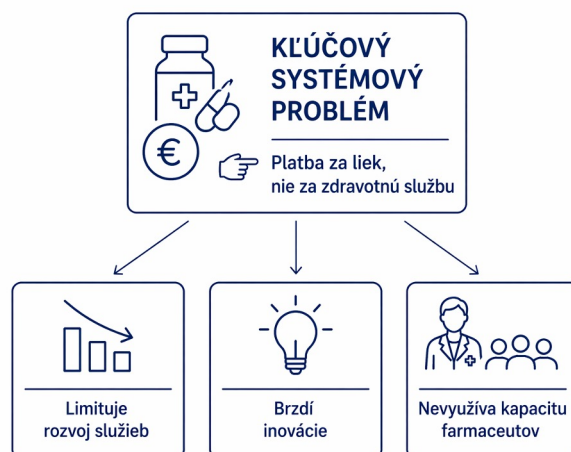 KĽÚČOVÝ
SYSTÉMOVÝ
PROBLÉM
€
Platba za liek,
nie za zdravotnú službu
Limituje
rozvoj služieb
Brzdí
inovácie
Nevyužíva kapacitu
farmaceutov